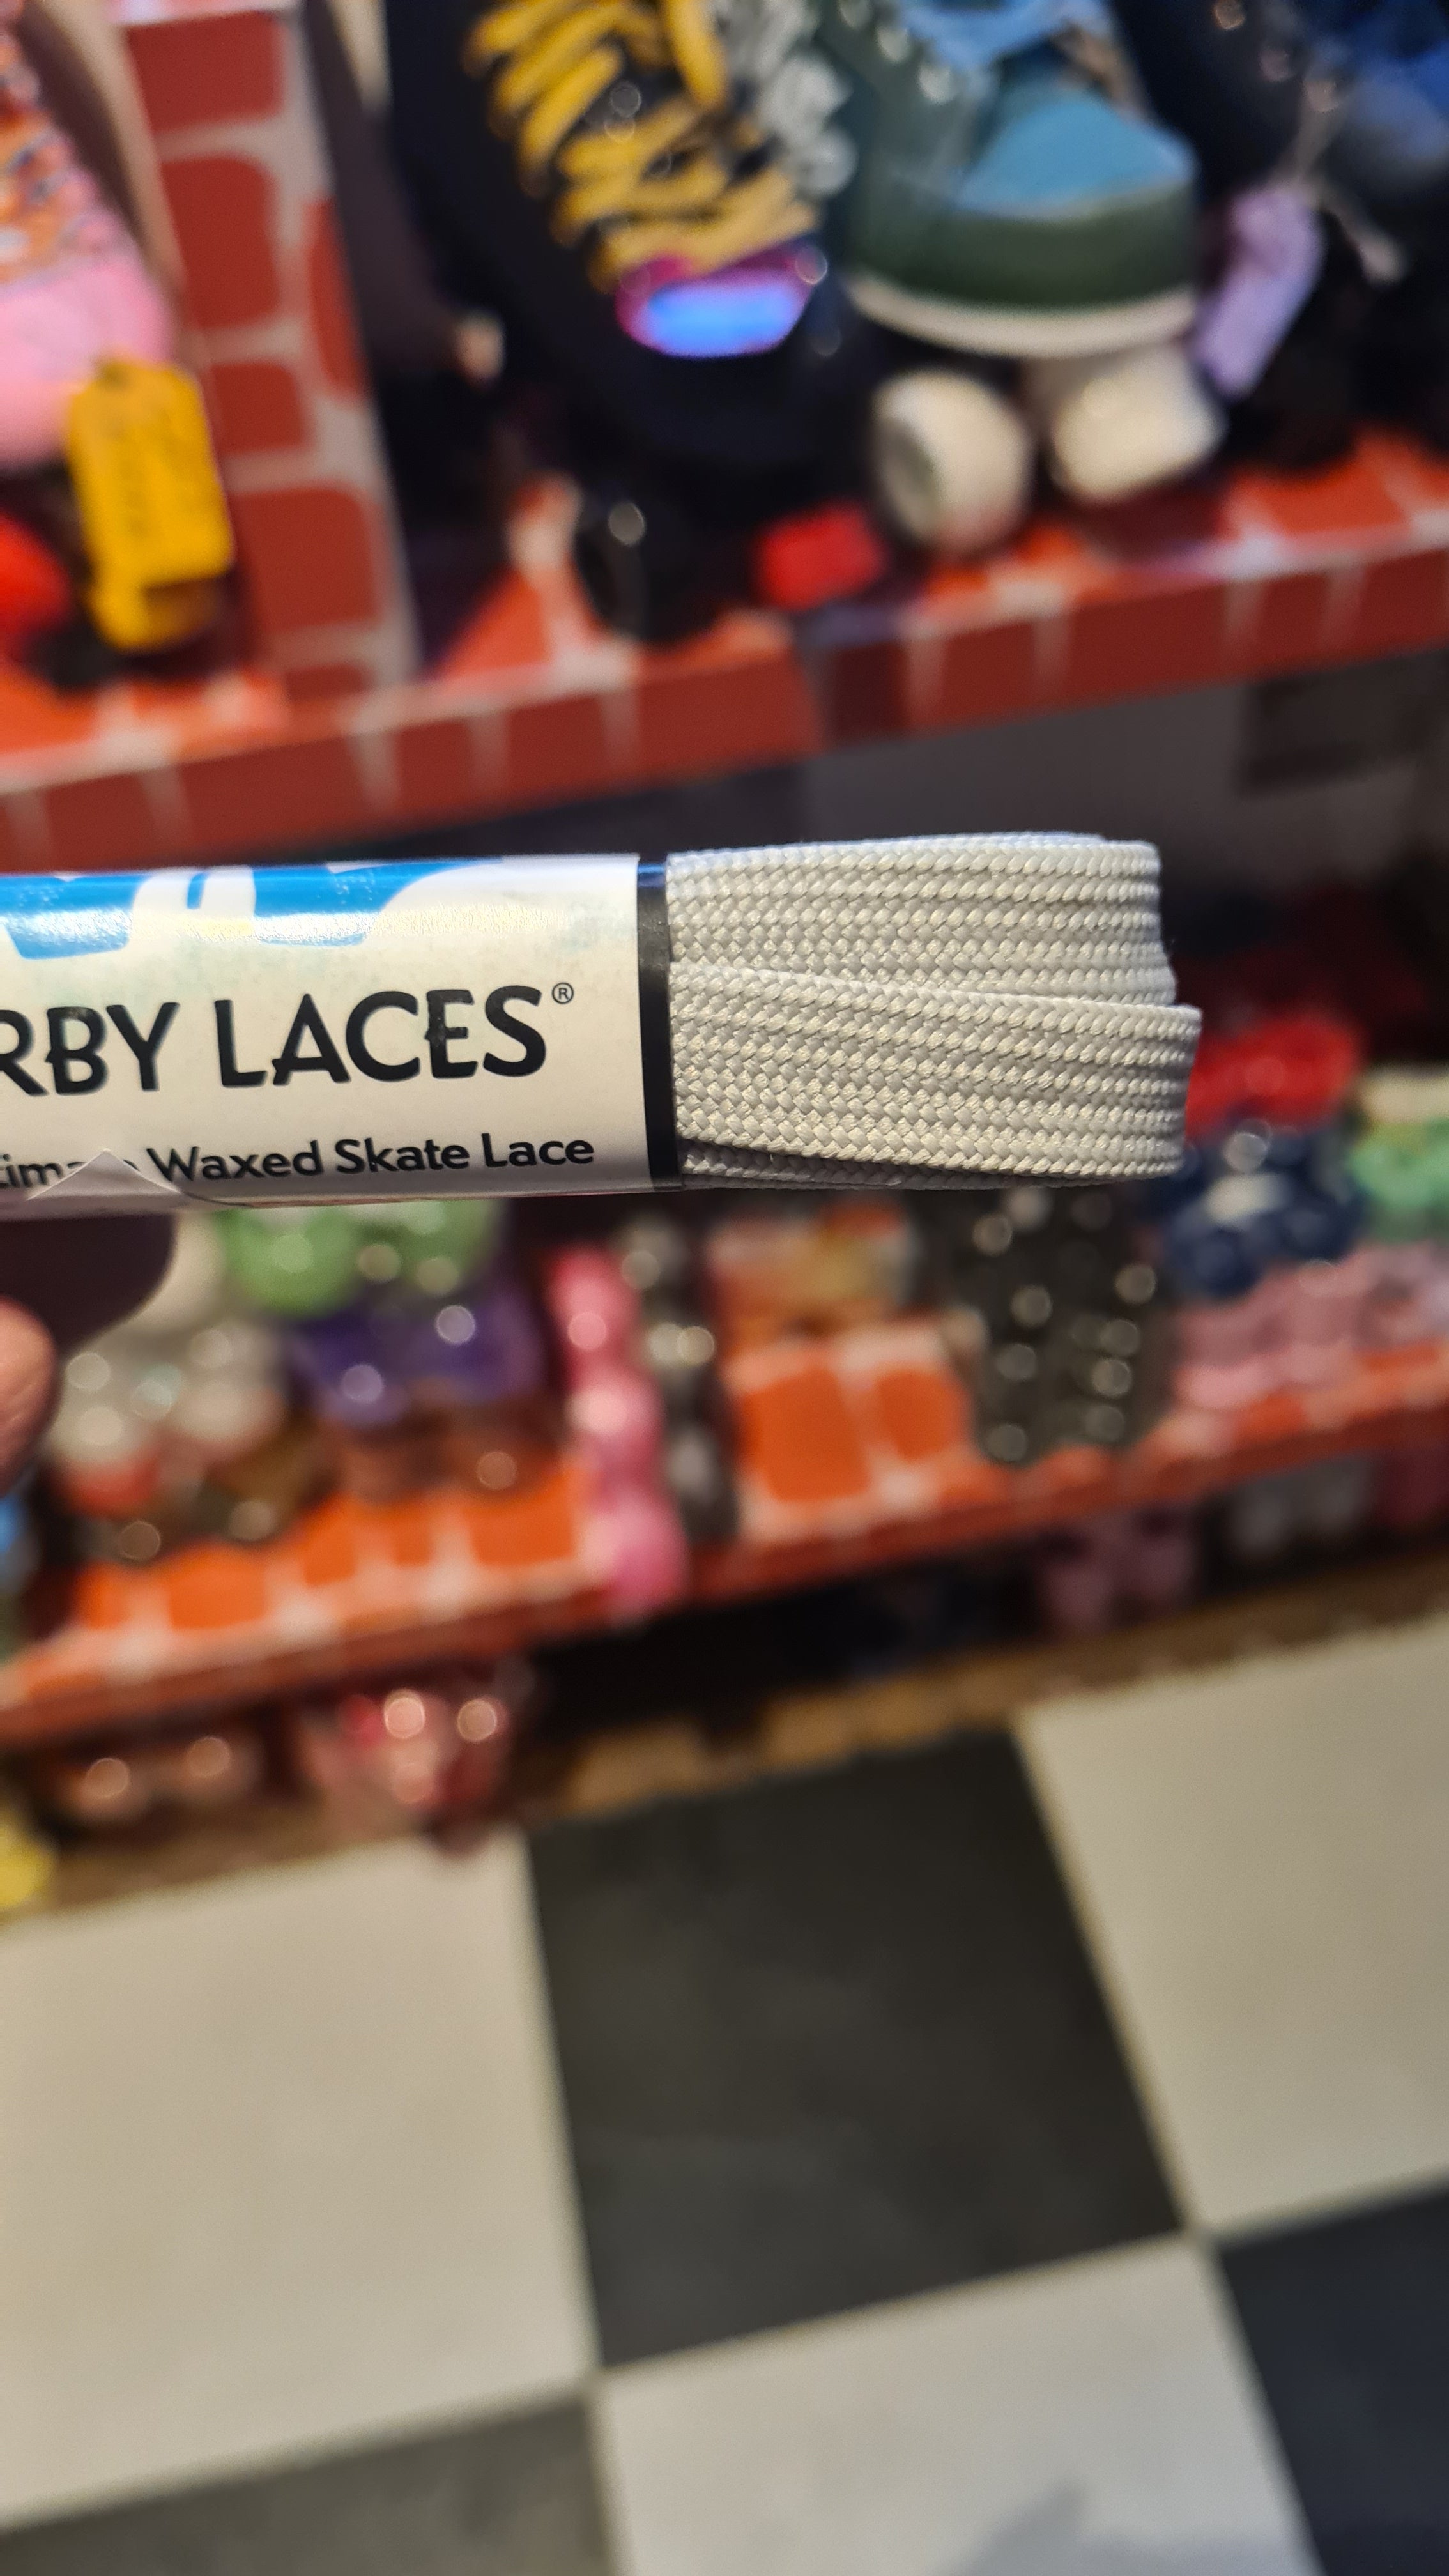 RBY LACES®
Waxed Skate Lace